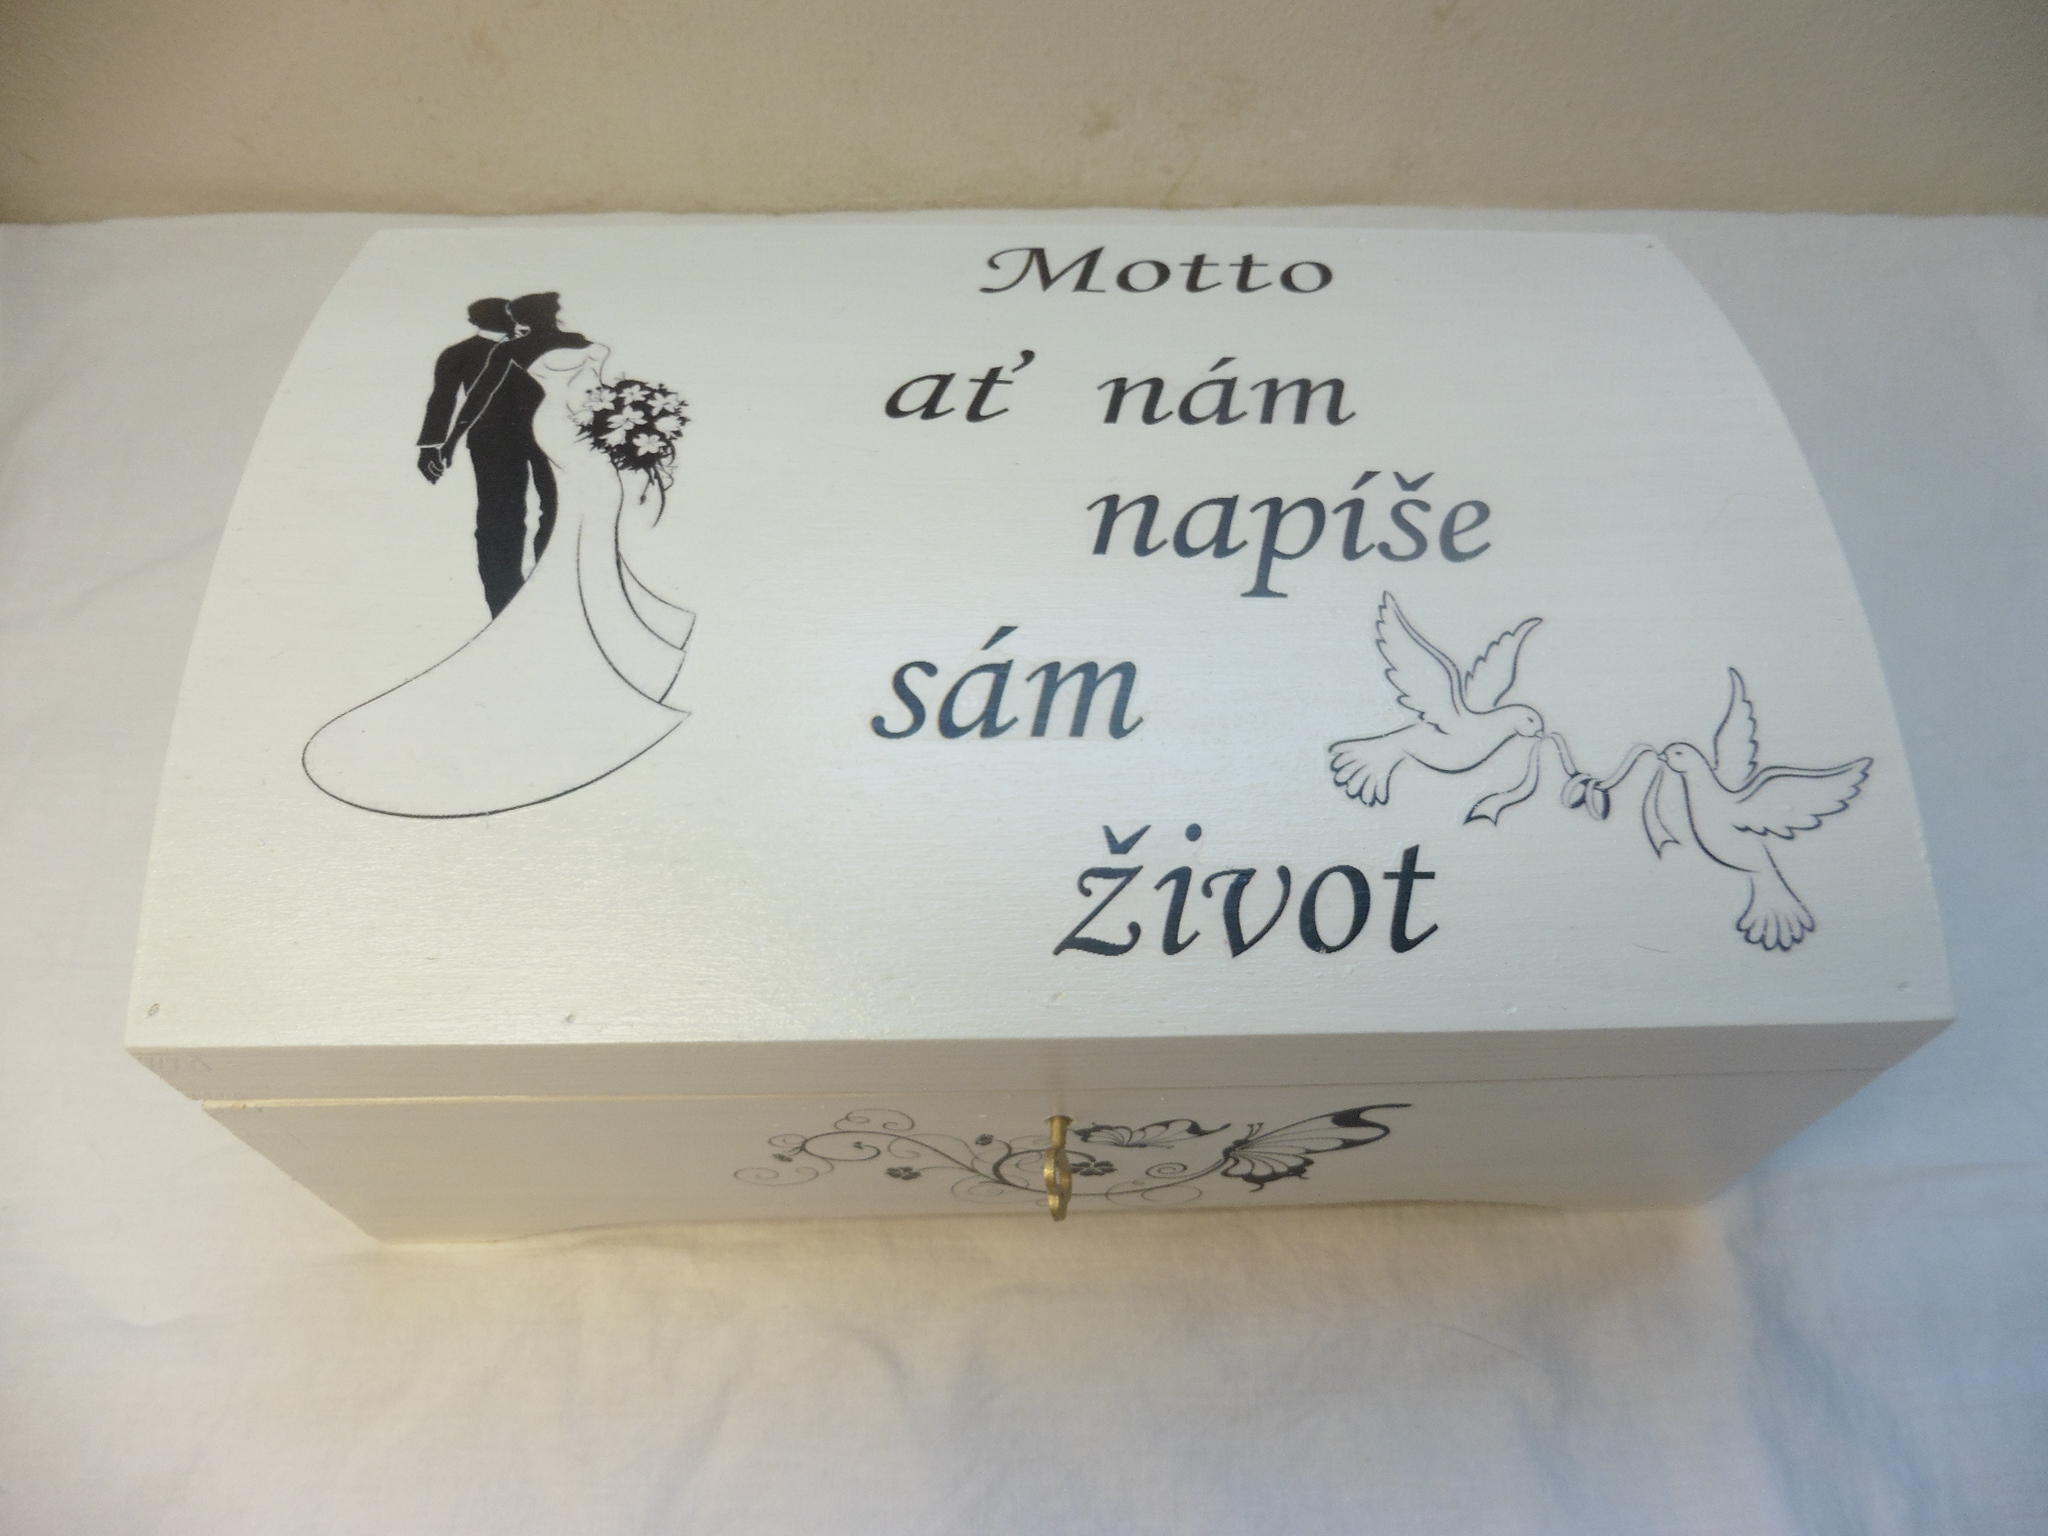 Motto
ať nám
napíše
sám
život